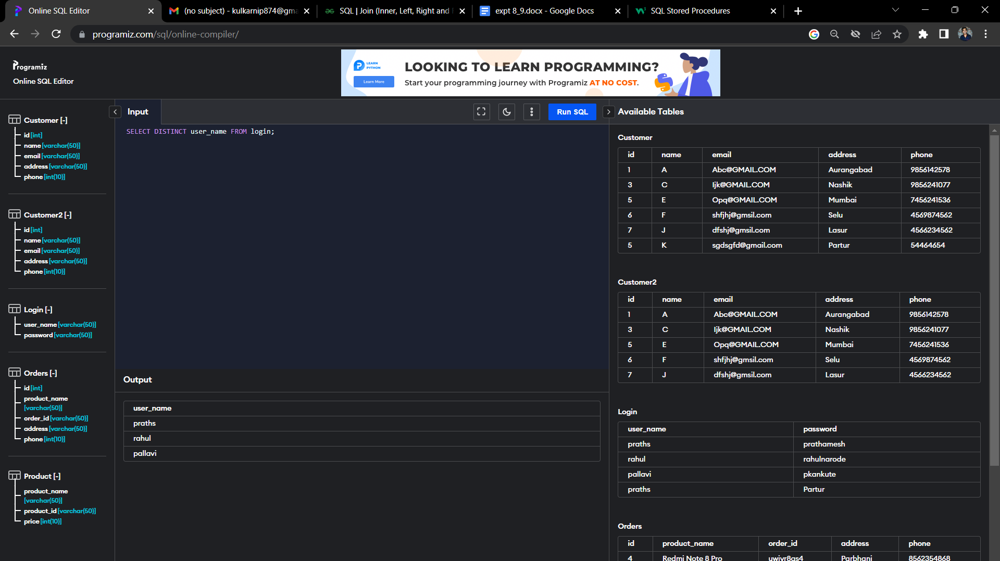 Online SQL Editor
(no subject) - kulkarnip874@gma
SQL | Join (Inner, Left, Right and F
expt 8_9.docx - Google Docs
SQL Stored Procedures
programiz.com/sql/online-compiler/
Programiz
Online SQL Editor
LEARN
PYTHON
Learn More
LOOKING TO LEARN PROGRAMMING?
Start your programming journey with Programiz AT NO COST.
Customer [-]
id [int]
name [varchar(50)]
email [varchar(50)]
address [varchar(50)]
phone [int(10)]
Customer2 [-]
id [int]
name [varchar(50)]
email [varchar(50)]
address [varchar(50)]
phone [int(10)]
Login [-]
user_name [varchar(50)]
password [varchar(50)]
Orders [-]
id [int]
product_name
[varchar(50)]
order_id [varchar(50)]
address [varchar(50)]
phone [int(10)]
Product [-]
product_name
[varchar(50)]
product_id [varchar(50)]
price [int(10)]
Input
Run SQL
SELECT DISTINCT user_name FROM login;
Output
user_name
praths
rahul
pallavi
Available Tables
Customer
id name email address phone
1 A Abc@GMAIL.COM Aurangabad 9856142578
3 C Ijk@GMAIL.COM Nashik 9856241077
5 E Opq@GMAIL.COM Mumbai 7456241536
6 F shfjhj@gmsil.com Selu 4569874562
7 J dfshj@gmsil.com Lasur 4566234562
5 K sgdsgfd@gmail.com Partur 54464654
Customer2
id name email address phone
1 A Abc@GMAIL.COM Aurangabad 9856142578
3 C Ijk@GMAIL.COM Nashik 9856241077
5 E Opq@GMAIL.COM Mumbai 7456241536
6 F shfjhj@gmsil.com Selu 4569874562
7 J dfshj@gmsil.com Lasur 4566234562
Login
user_name password
praths prathamesh
rahul rahulnarode
pallavi pkankute
praths Partur
Orders
id product_name order_id address phone
4 Redmi Note 8 Pro uwiyr8as4 Parbhani 8562354868